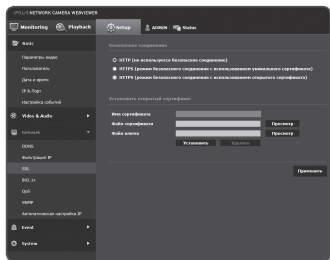 iPOLiS NETWORK CAMERA WEBVIEWER
Monitoring
Playback
Setup
ADMIN
Status
Basic
Параметры видео
Пользователь
Дата и время
IP & Порт
Настройка событий
Video & Audio
Network
DDNS
Фильтрация IP
SSL
802.1x
QoS
SNMP
Автоматическая настройка IP
Event
System
Безопасное соединение
HTTP (не используется безопасное соединение)
HTTPS (режим безопасного соединения с использованием уникального сертификата)
HTTPS (режим безопасного соединения с использованием открытого сертификата)
Установить открытый сертификат
Имя сертификата
Файл сертификата
Просмотр
Файл ключа
Просмотр
Установить
Удалить
Применить